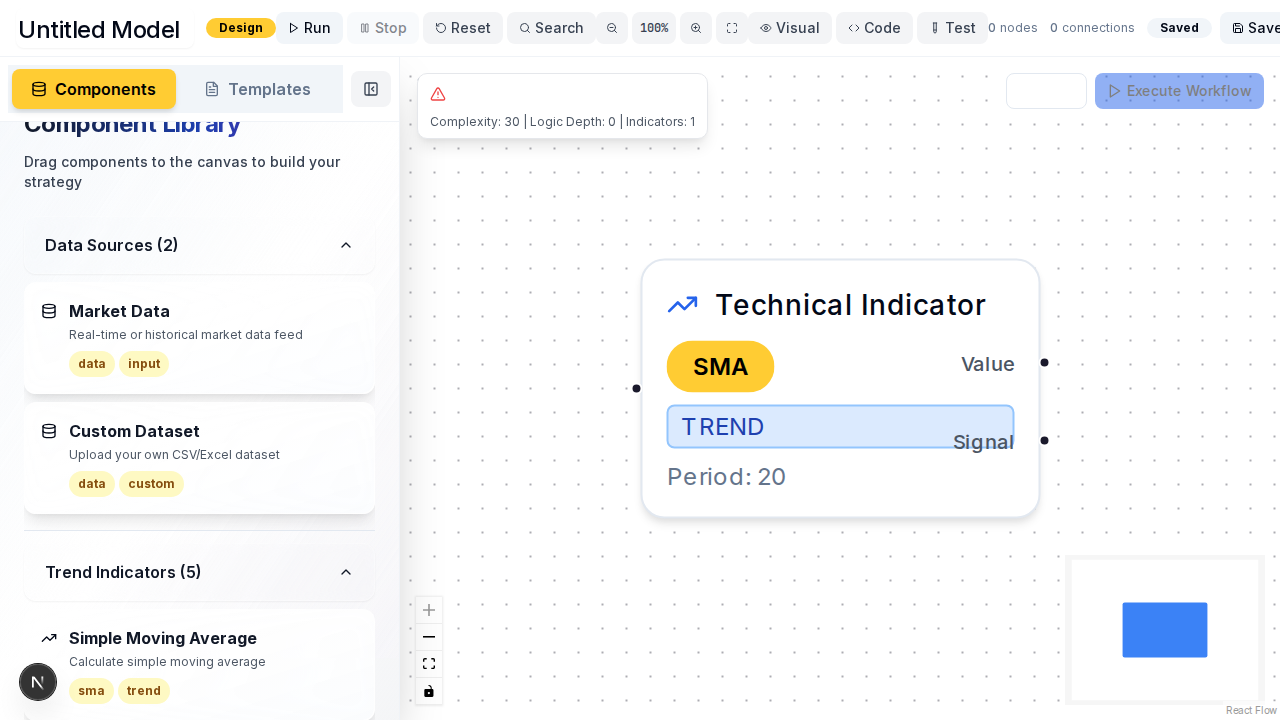 Untitled Model
Design
Run
Stop
Reset
Search
100%
Visual
Code
Test
0 nodes
0 connections
Saved
Save
Components
Templates
Component Library
Drag components to the canvas to build your
strategy
Data Sources (2)
Market Data
Real-time or historical market data feed
data
input
Custom Dataset
Upload your own CSV/Excel dataset
data
custom
Trend Indicators (5)
Simple Moving Average
Calculate simple moving average
sma
trend
N
Complexity: 30 | Logic Depth: 0 | Indicators: 1
Execute Workflow
Technical Indicator
SMA
Value
TREND
Signal
Period: 20
React Flow